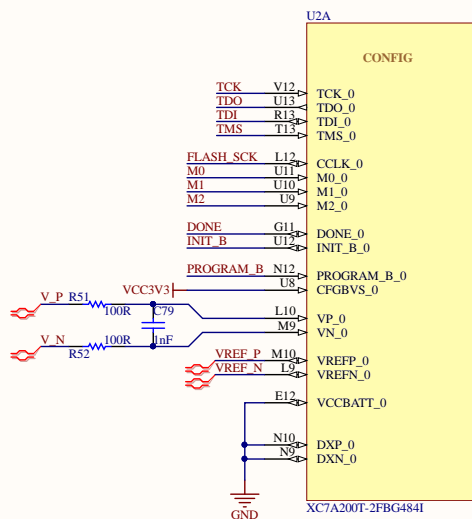 U2A
CONFIG
TCK V12 TCK_0
TDO U13 TDO_0
TDI R13 TDI_0
TMS T13 TMS_0
FLASH_SCK L12 CCLK_0
M0 U11 M0_0
M1 U10 M1_0
M2 U9 M2_0
DONE G11 DONE_0
INIT_B U12 INIT_B_0
PROGRAM_B N12 PROGRAM_B_0
VCC3V3 U8 CFGBVS_0
V_P R51 100R C79 L10 VP_0
V_N R52 100R 1nF M9 VN_0
VREF_P M10 VREFP_0
VREF_N L9 VREFN_0
E12 VCCBATT_0
N10 DXP_0
N9 DXN_0
GND
XC7A200T-2FBG484I